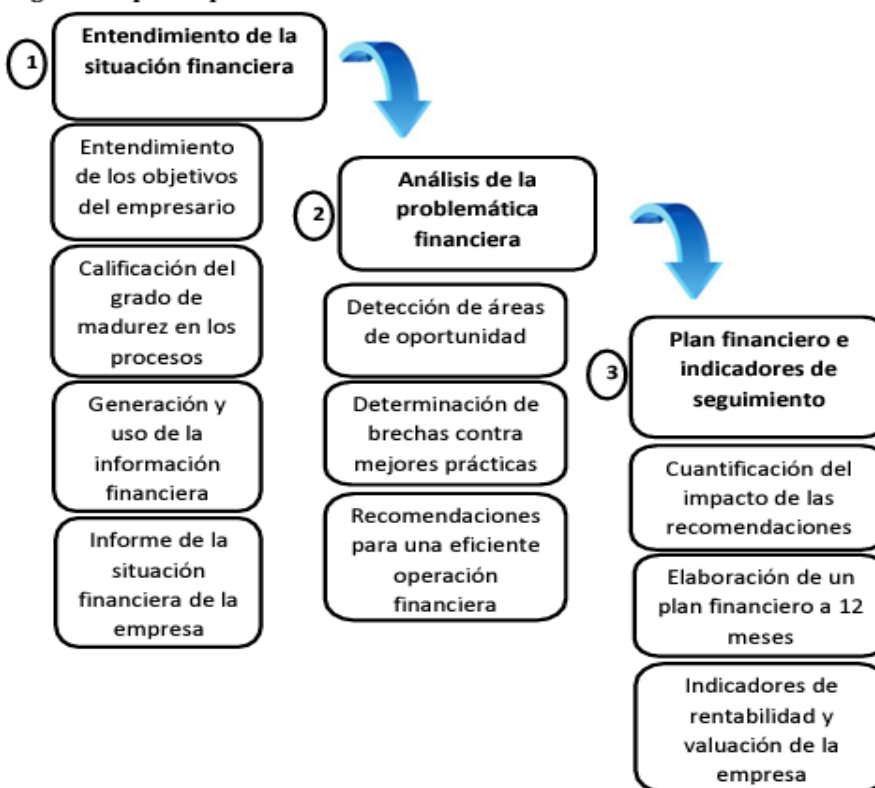 1
Entendimiento de la
situación financiera
Entendimiento
de los objetivos
del empresario
Calificación del
grado de
madurez en los
procesos
Generación y
uso de la
información
financiera
Informe de la
situación
financiera de la
empresa
2
Análisis de la
problemática
financiera
Detección de áreas
de oportunidad
Determinación de
brechas contra
mejores prácticas
Recomendaciones
para una eficiente
operación
financiera
3
Plan financiero e
indicadores de
seguimiento
Cuantificación del
impacto de las
recomendaciones
Elaboración de un
plan financiero a 12
meses
Indicadores de
rentabilidad y
valuación de la
empresa